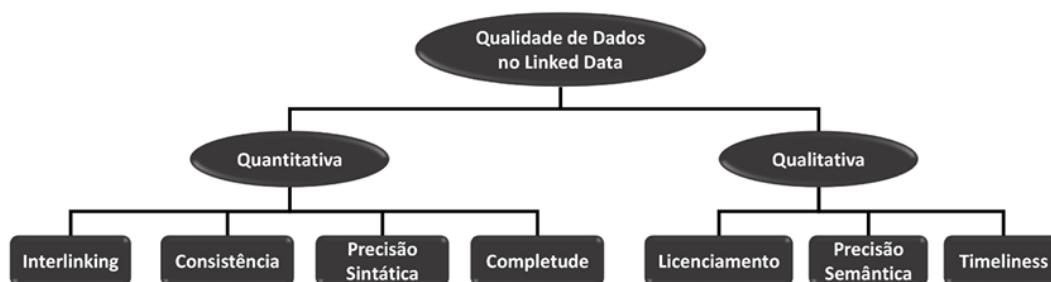 Qualidade de Dados
no Linked Data
Quantitativa
Qualitativa
Interlinking
Consistência
Precisão
Sintática
Completude
Licenciamento
Precisão
Semântica
Timeliness